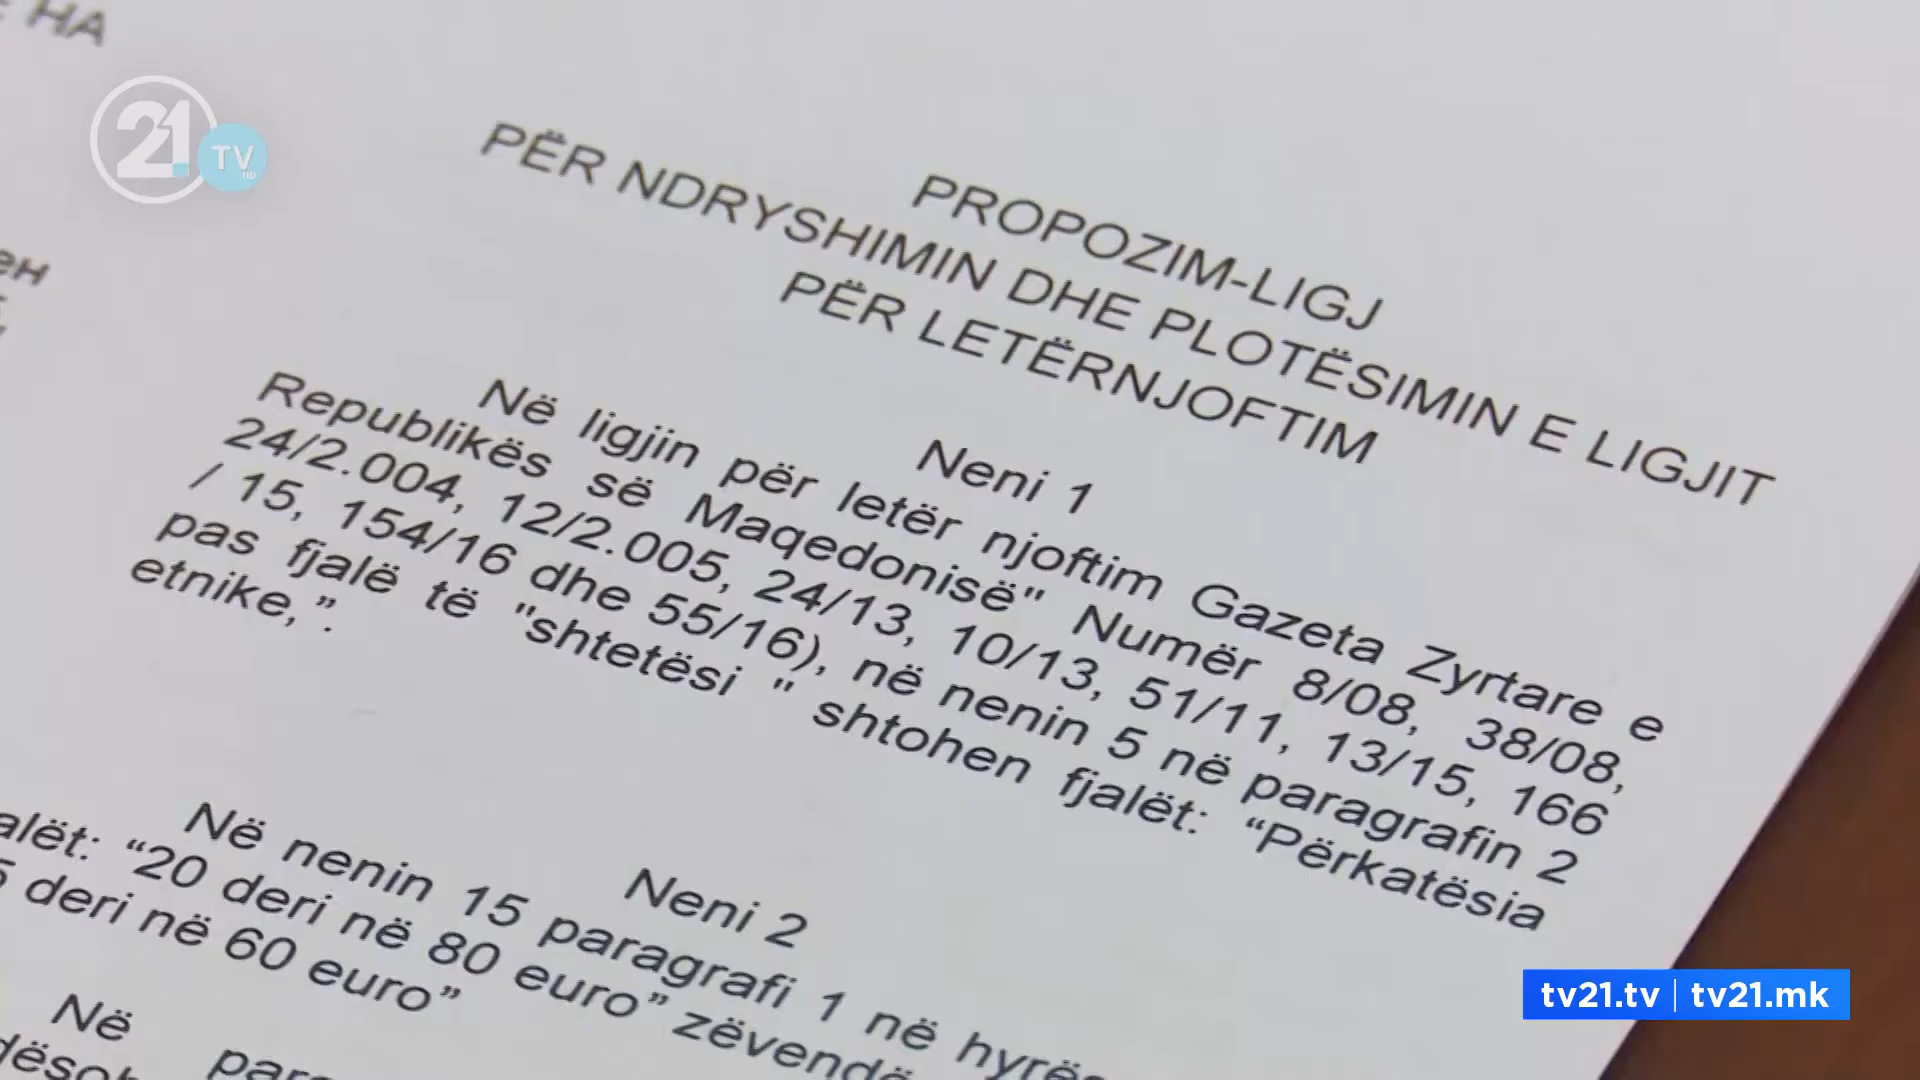 НА
21
TV
HD
PROPOZIM-LIGJ
PËR NDRYSHIMIN DHE PLOTËSIMIN E LIGJIT
PËR LETËRNJOFTIM
Neni 1
Në ligjin për letër njoftim Gazeta Zyrtare e
Republikës së Maqedonisë" Numër 8/08, 38/08,
24/2.004, 12/2.005, 24/13, 10/13, 51/11, 13/15, 166
/ 15, 154/16 dhe 55/16), në nenin 5 në paragrafin 2
pas fjalë të "shtetësi " shtohen fjalët: “Përkatësia
etnike,”.
Neni 2
Në nenin 15 paragrafi 1 në
“20 deri në 80 euro”
deri në 60 euro”
Në
tv21.tv | tv21.mk